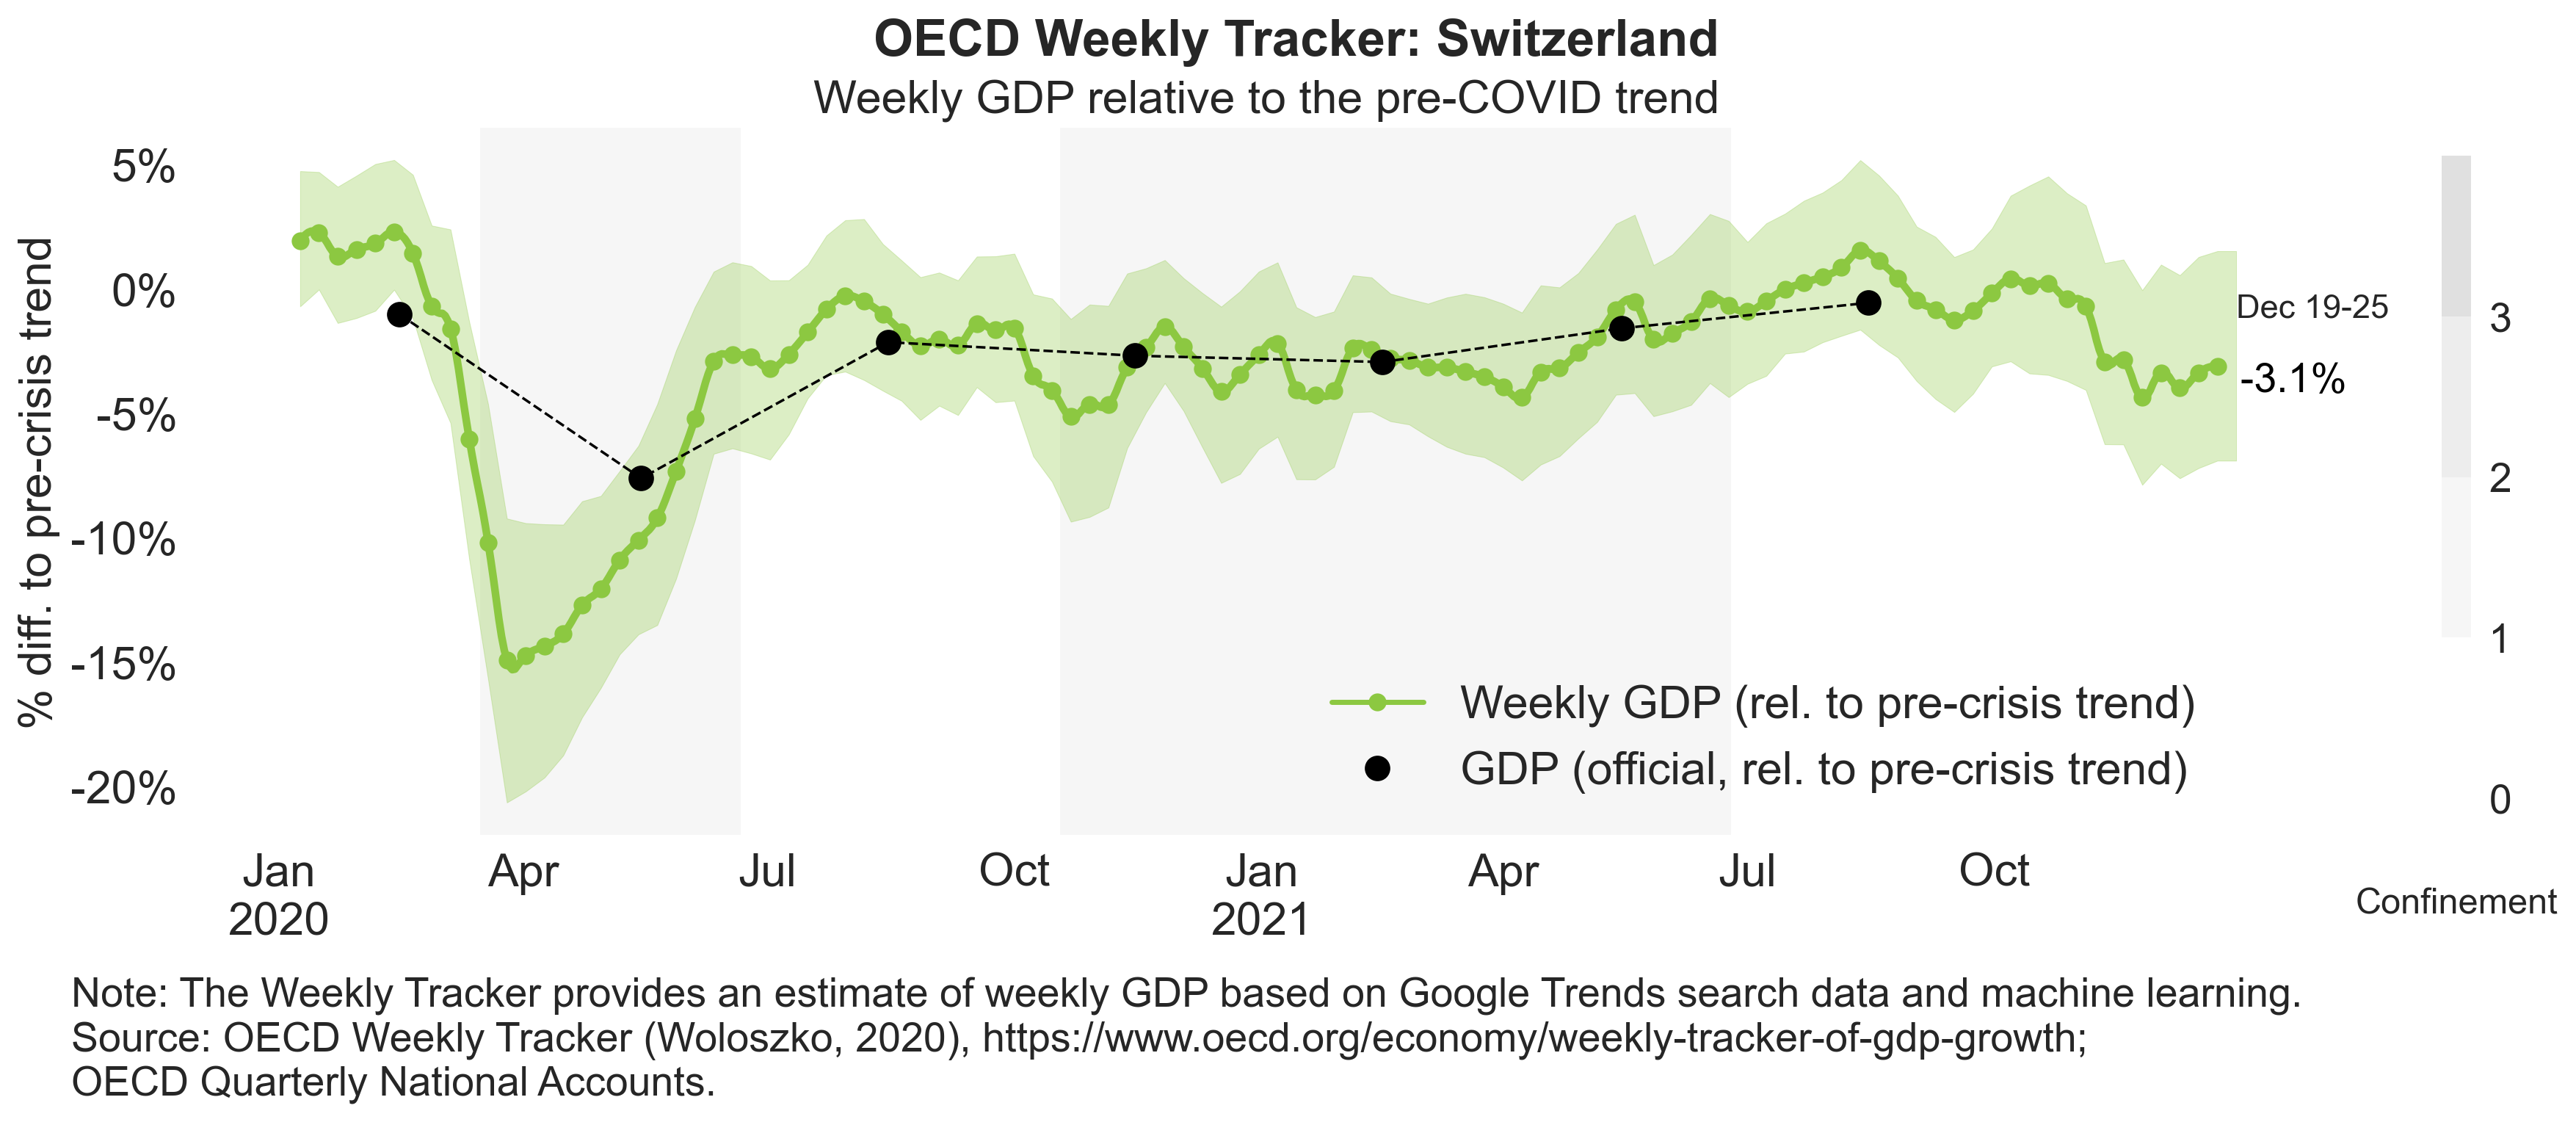 OECD Weekly Tracker: Switzerland
Weekly GDP relative to the pre-COVID trend
% diff. to pre-crisis trend
5%
0%
-5%
-10%
-15%
-20%
Dec 19-25
-3.1%
3
2
1
0
Confinement
Weekly GDP (rel. to pre-crisis trend)
GDP (official, rel. to pre-crisis trend)
Jan Apr Jul Oct Jan Apr Jul Oct
2020 2021
Note: The Weekly Tracker provides an estimate of weekly GDP based on Google Trends search data and machine learning.
Source: OECD Weekly Tracker (Woloszko, 2020), https://www.oecd.org/economy/weekly-tracker-of-gdp-growth;
OECD Quarterly National Accounts.